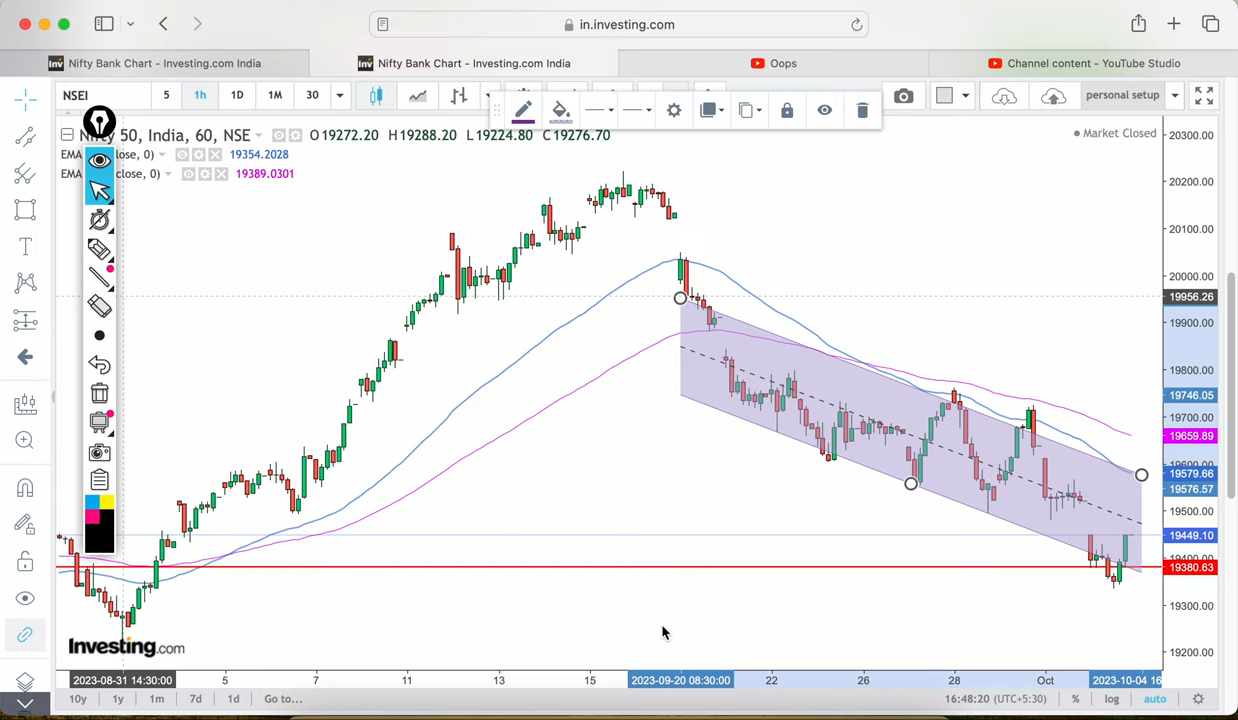 in.investing.com
Nifty Bank Chart - Investing.com India
Nifty Bank Chart - Investing.com India
Oops
Channel content - YouTube Studio
NSEI
5
1h
1D
1M
30
personal setup
50, India, 60, NSE
O19272.20 H19288.20 L19224.80 C19276.70
Market Closed
EMA
close, 0)
19354.2028
EMA
close, 0)
19389.0301
20300.00
20200.00
20100.00
20000.00
19956.26
19900.00
19800.00
19746.05
19700.00
19659.89
19579.66
19576.57
19500.00
19449.10
19380.63
19300.00
19200.00
Investing.com
2023-08-31 14:30:00
5
7
11
13
15
2023-09-20 08:30:00
22
26
28
Oct
2023-10-04 16
10y
1y
1m
7d
1d
Go to...
16:48:20 (UTC+5:30)
%
log
auto